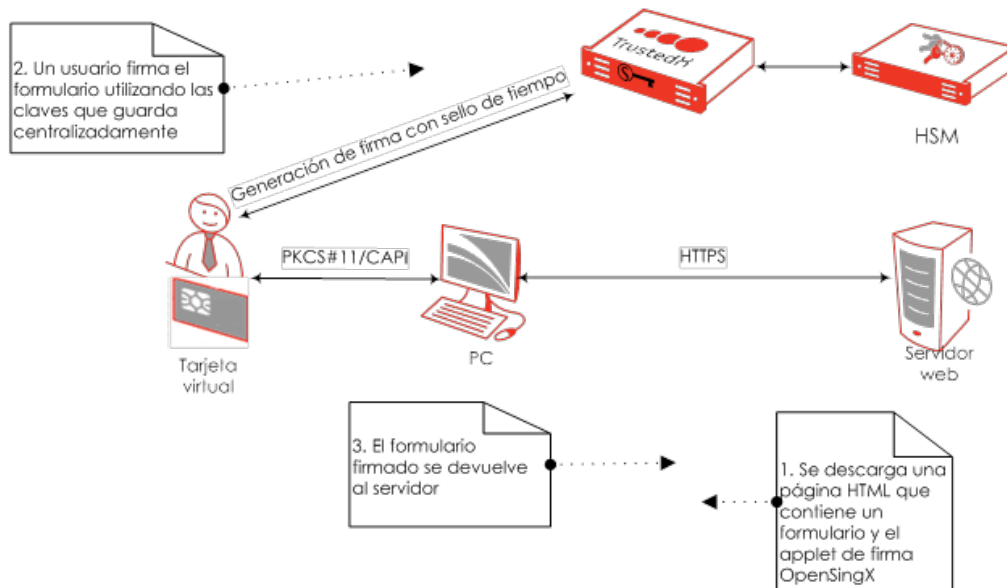 2. Un usuario firma el
formulario utilizando las
claves que guarda
centralizadamente
TrustedX
HSM
Generación de firma con sello de tiempo
PKCS#11/CAPI
HTTPS
Tarjeta
virtual
PC
Servidor
web
3. El formulario
firmado se devuelve
al servidor
1. Se descarga una
página HTML que
contiene un
formulario y el
applet de firma
OpenSingX